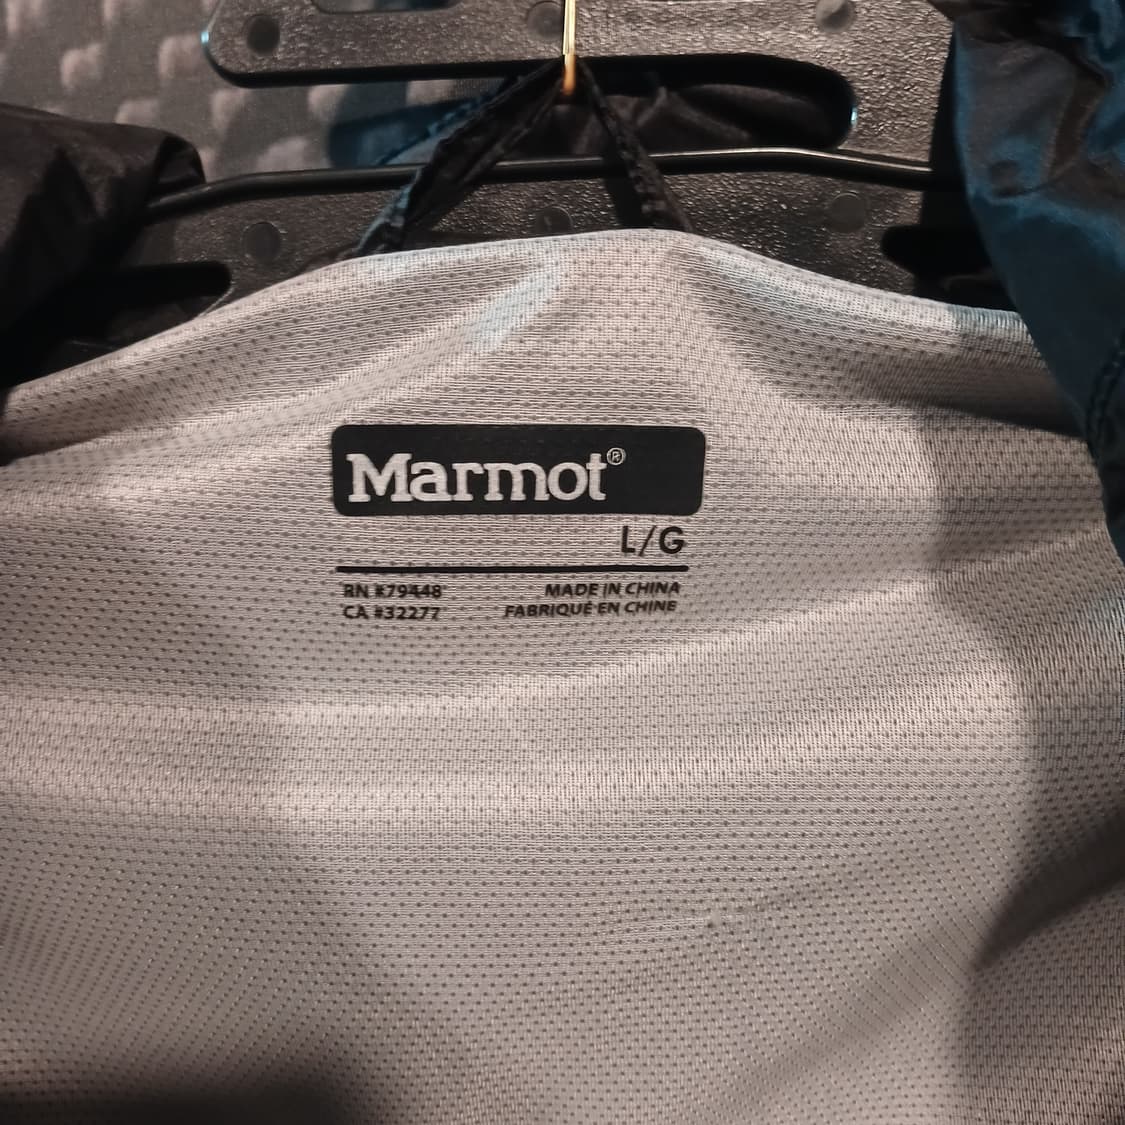 Marmot®
L/G
RN #79448
CA #32277
MADE IN CHINA
FABRIQUÉ EN CHINE